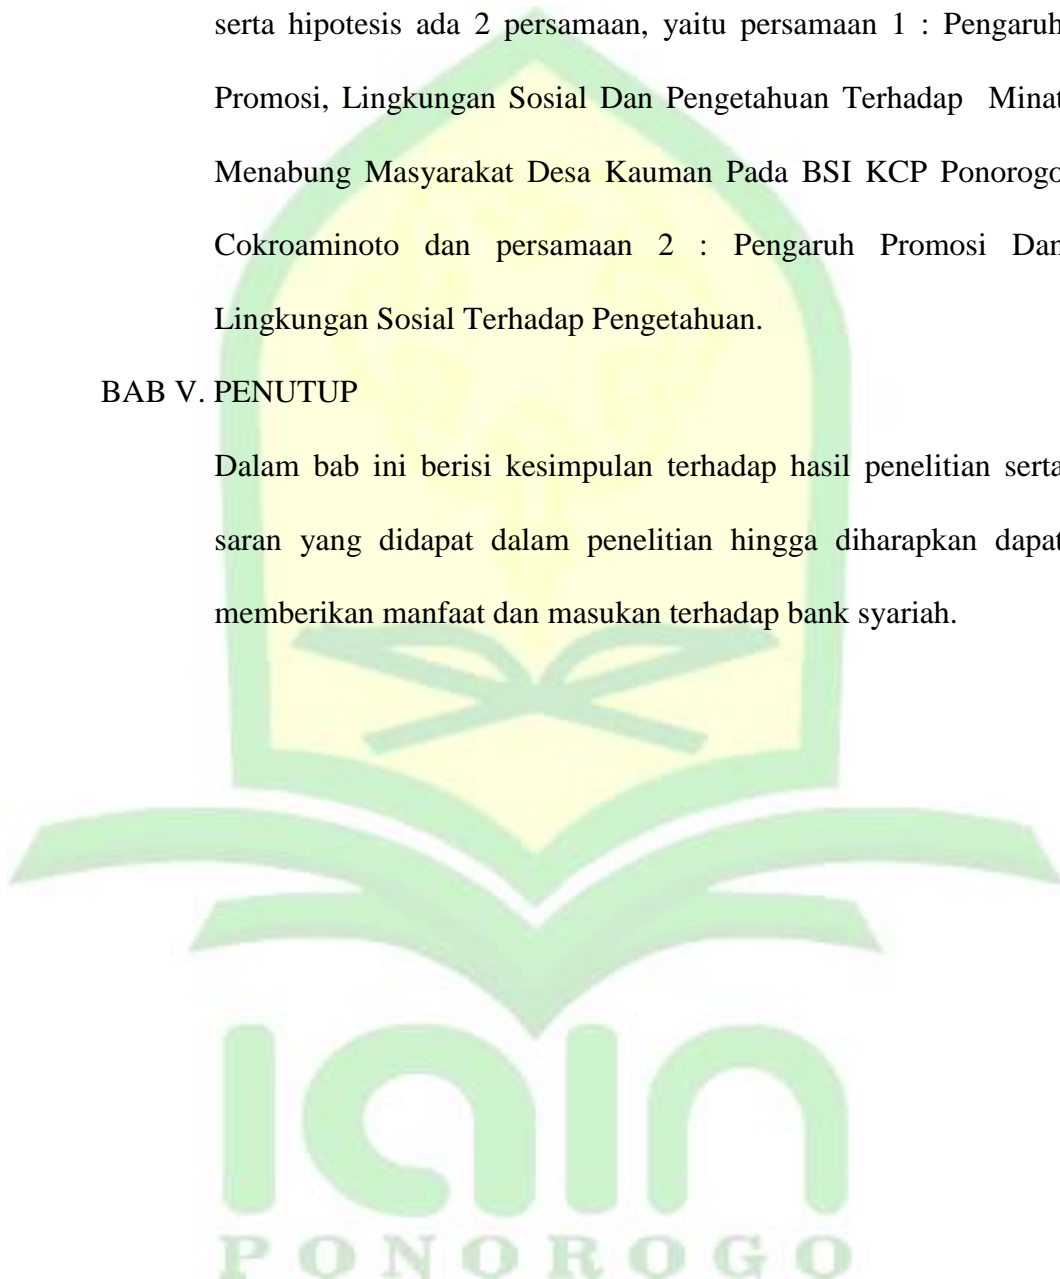 serta hipotesis ada 2 persamaan, yaitu persamaan 1 : Pengaruh
Promosi, Lingkungan Sosial Dan Pengetahuan Terhadap Minat
Menabung Masyarakat Desa Kauman Pada BSI KCP Ponorogo
Cokroaminoto dan persamaan 2 : Pengaruh Promosi Dan
Lingkungan Sosial Terhadap Pengetahuan.
BAB V. PENUTUP
Dalam bab ini berisi kesimpulan terhadap hasil penelitian serta
saran yang didapat dalam penelitian hingga diharapkan dapat
memberikan manfaat dan masukan terhadap bank syariah.
iain
PONOROGO